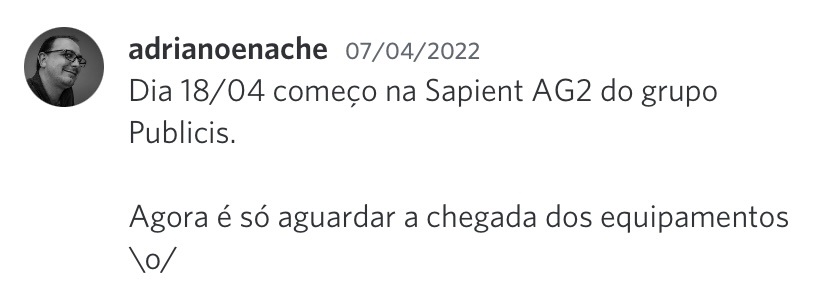 adrianoenache 07/04/2022
Dia 18/04 começo na Sapient AG2 do grupo
Publicis.
Agora é só aguardar a chegada dos equipamentos
\o/